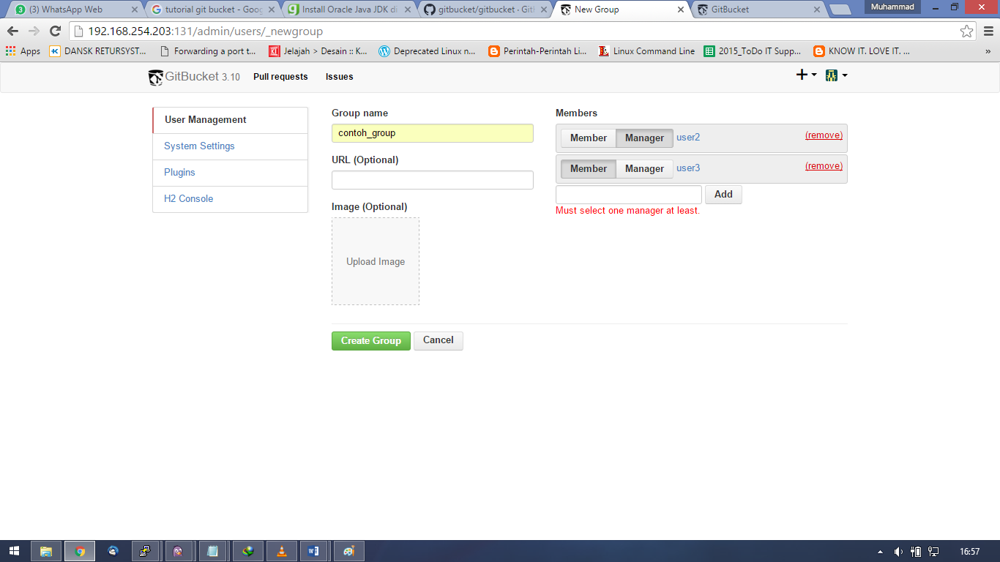 3 (3) WhatsApp Web
tutorial git bucket - Goog
Install Oracle Java JDK di
gitbucket/gitbucket · Gith
New Group
GitBucket
Muhammad
192.168.254.203:131/admin/users/_newgroup
Apps
DANSK RETURSYST...
Forwarding a port t...
Jelajah > Desain :: K...
Deprecated Linux n...
Perintah-Perintah Li...
Linux Command Line
2015_ToDo IT Supp...
KNOW IT. LOVE IT. ...
»
GitBucket 3.10
Pull requests
Issues
User Management
System Settings
Plugins
H2 Console
Group name
contoh_group
URL (Optional)
Image (Optional)
Upload Image
Members
Member Manager user2 (remove)
Member Manager user3 (remove)
Add
Must select one manager at least.
Create Group
Cancel
16:57